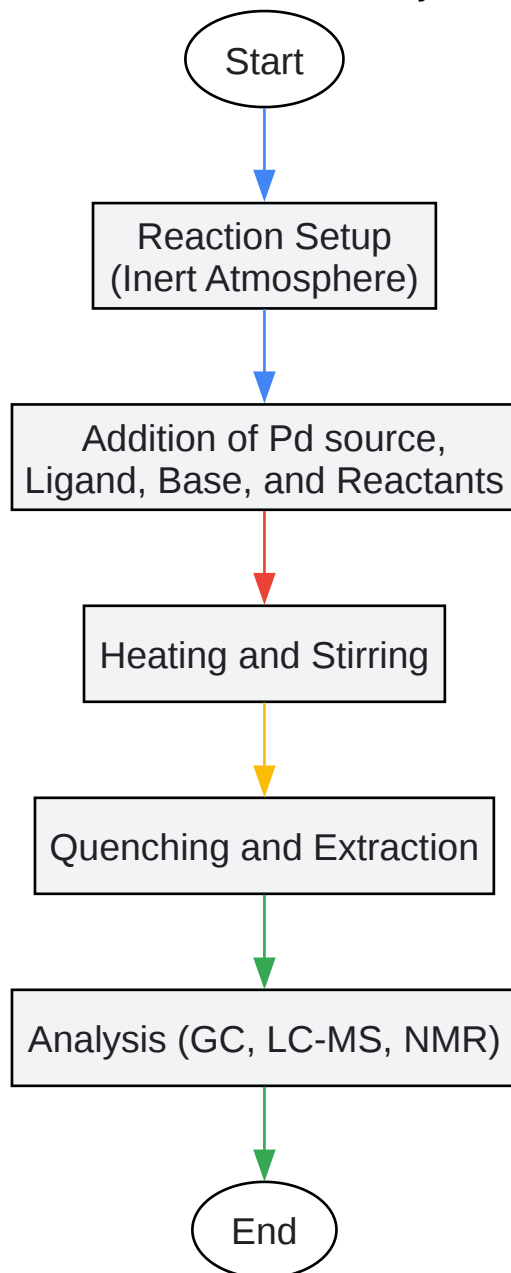 Start
Reaction Setup
(Inert Atmosphere)
Addition of Pd source,
Ligand, Base, and Reactants
Heating and Stirring
Quenching and Extraction
Analysis (GC, LC-MS, NMR)
End